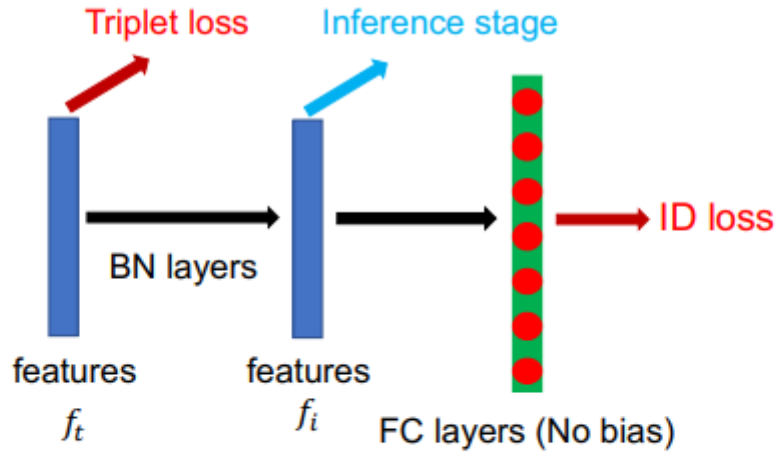 Triplet loss
Inference stage
ID loss
BN layers
features
features
f_t
f_i
FC layers (No bias)